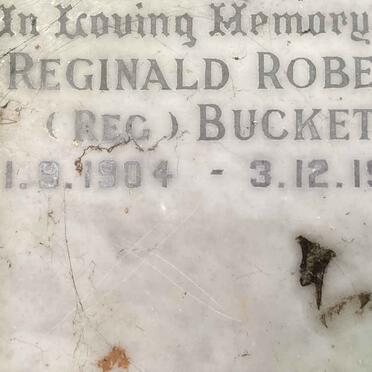 In Loving Memory
REGINALD ROBE
(REG) BUCKET
1.9.1904 - 3.12.19